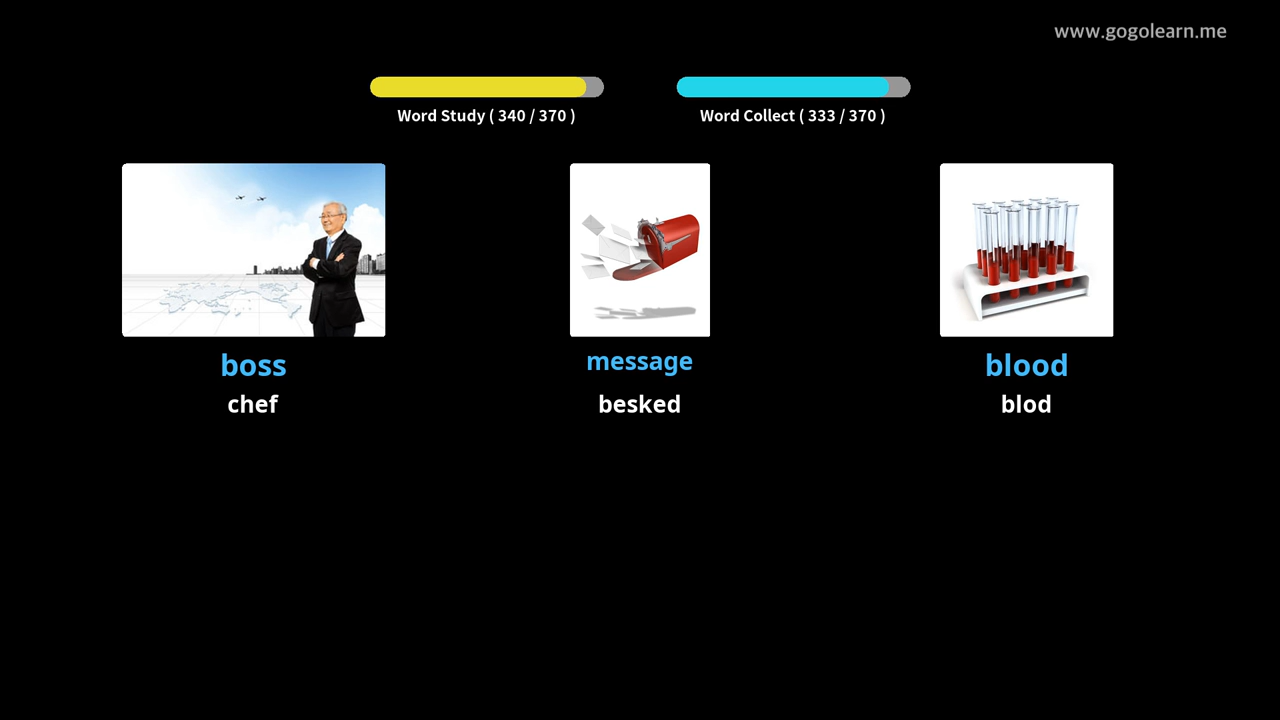 www.gogolearn.me
Word Study ( 340 / 370 )
Word Collect ( 333 / 370 )
boss
chef
message
besked
blood
blod